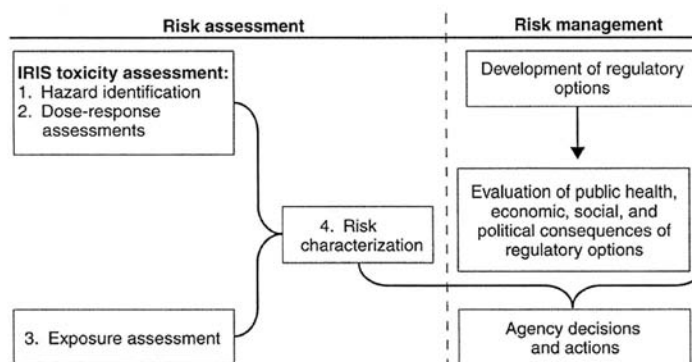 Risk assessment
Risk management
IRIS toxicity assessment:
1. Hazard identification
2. Dose-response
assessments
Development of regulatory
options
4. Risk
characterization
Evaluation of public health,
economic, social, and
political consequences of
regulatory options
3. Exposure assessment
Agency decisions
and actions